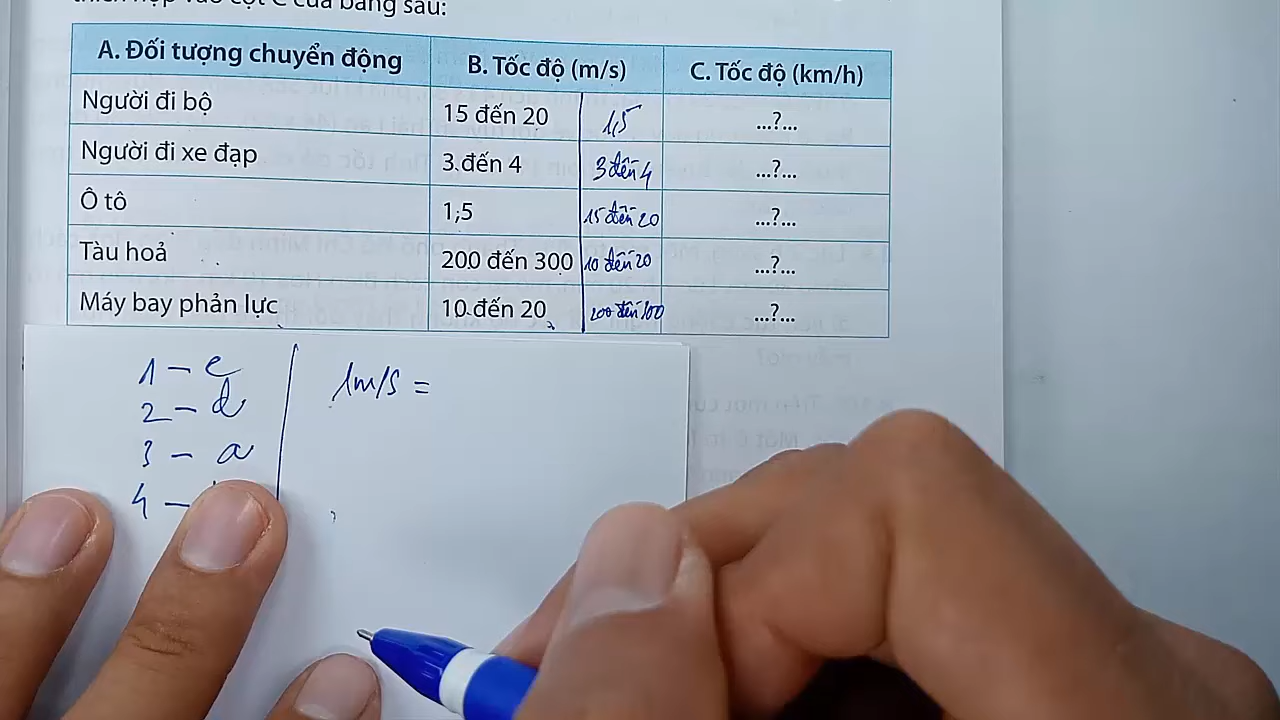 thích hợp vào cột C của bảng sau:
A. Đối tượng chuyển động B. Tốc độ (m/s) C. Tốc độ (km/h)
Người đi bộ 15 đến 20 1,5 ...?...
Người đi xe đạp 3 đến 4 3 đến 4 ...?...
Ô tô 1,5 15 đến 20 ...?...
Tàu hoả 200 đến 300 10 đến 20 ...?...
Máy bay phản lực 10 đến 20 200 đến ...?...
1 – e
2 – d
3 – a
4 –
1m/s =